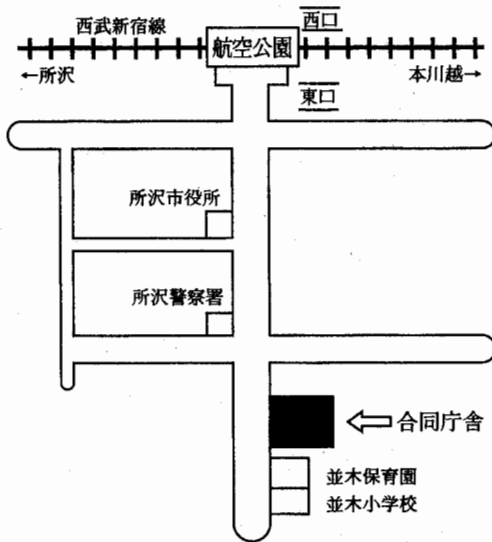 西武新宿線
航空公園
西口
←所沢
本川越→
東口
所沢市役所
所沢警察署
合同庁舎
並木保育園
並木小学校